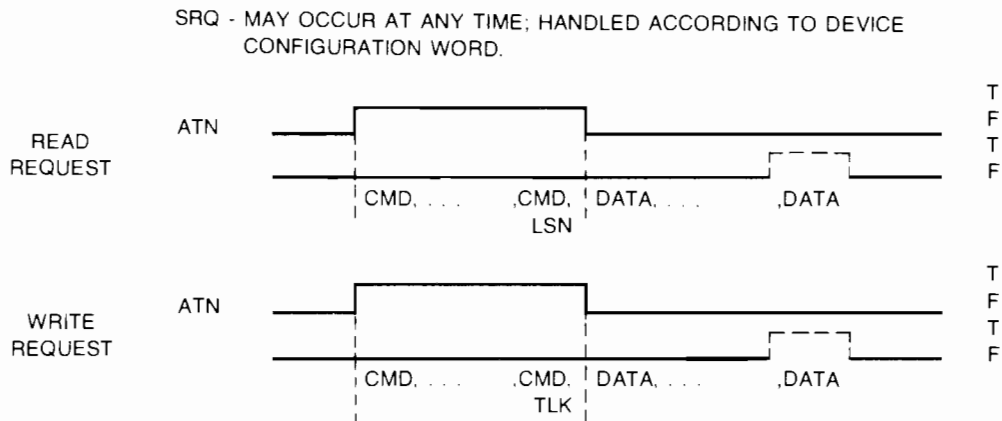 SRQ - MAY OCCUR AT ANY TIME; HANDLED ACCORDING TO DEVICE
CONFIGURATION WORD.
READ
REQUEST
ATN
T
F
T
F
CMD, . . . ,CMD, DATA, . . . ,DATA
LSN
WRITE
REQUEST
ATN
T
F
T
F
CMD, . . . ,CMD, DATA, . . . ,DATA
TLK